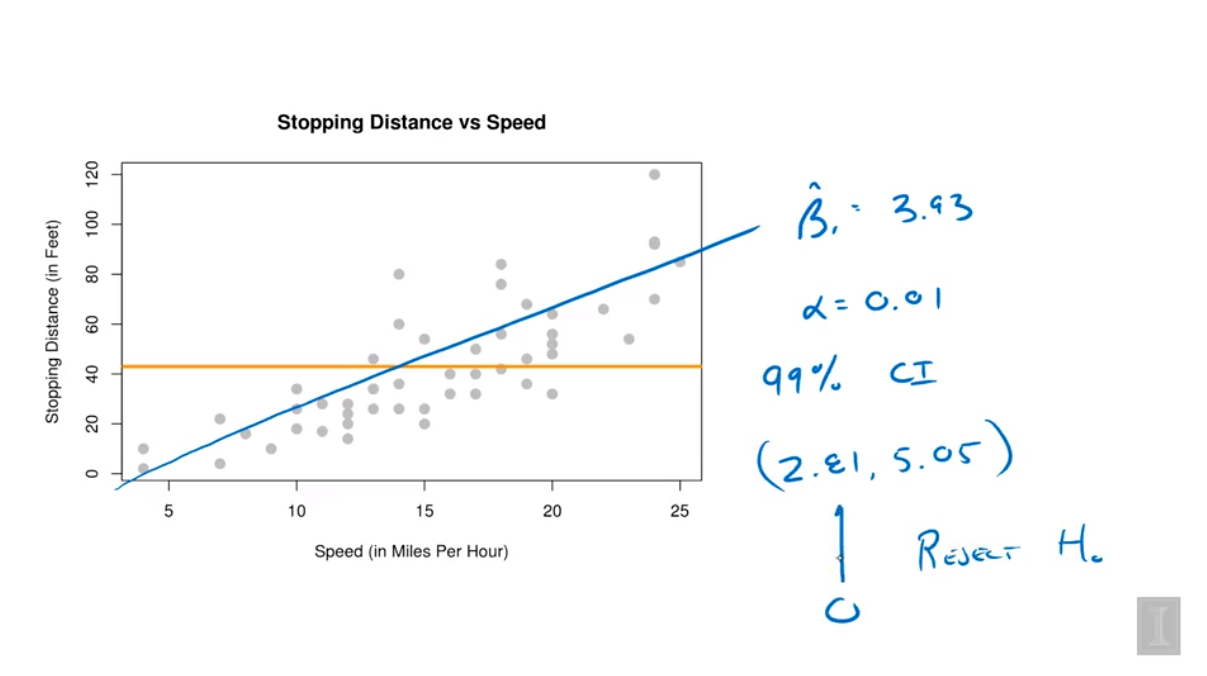 Stopping Distance vs Speed
Stopping Distance (in Feet)
120
100
80
60
40
20
0
5 10 15 20 25
Speed (in Miles Per Hour)
β̂₁ = 3.93
α = 0.01
99% CI
(2.81, 5.05)
REJECT H₀
0
I